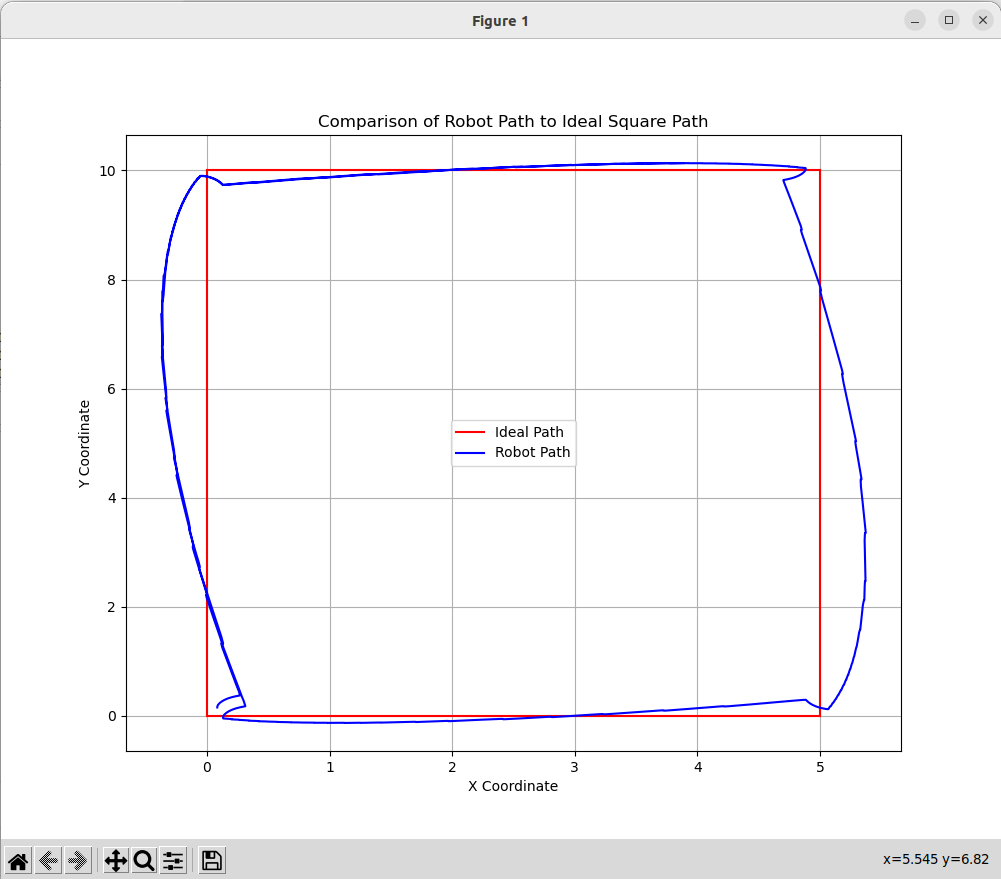 Figure 1
Comparison of Robot Path to Ideal Square Path
10
8
6
4
2
0
Y Coordinate
Ideal Path
Robot Path
0 1 2 3 4 5
X Coordinate
x=5.545 y=6.82